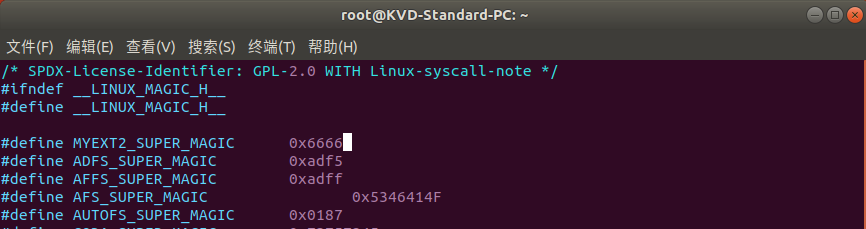 root@KVD-Standard-PC: ~
文件(F) 编辑(E) 查看(V) 搜索(S) 终端(T) 帮助(H)
/* SPDX-License-Identifier: GPL-2.0 WITH Linux-syscall-note */
#ifndef __LINUX_MAGIC_H__
#define __LINUX_MAGIC_H__
#define MYEXT2_SUPER_MAGIC 0x6666
#define ADFS_SUPER_MAGIC 0xadf5
#define AFFS_SUPER_MAGIC 0xadff
#define AFS_SUPER_MAGIC 0x5346414F
#define AUTOFS_SUPER_MAGIC 0x0187